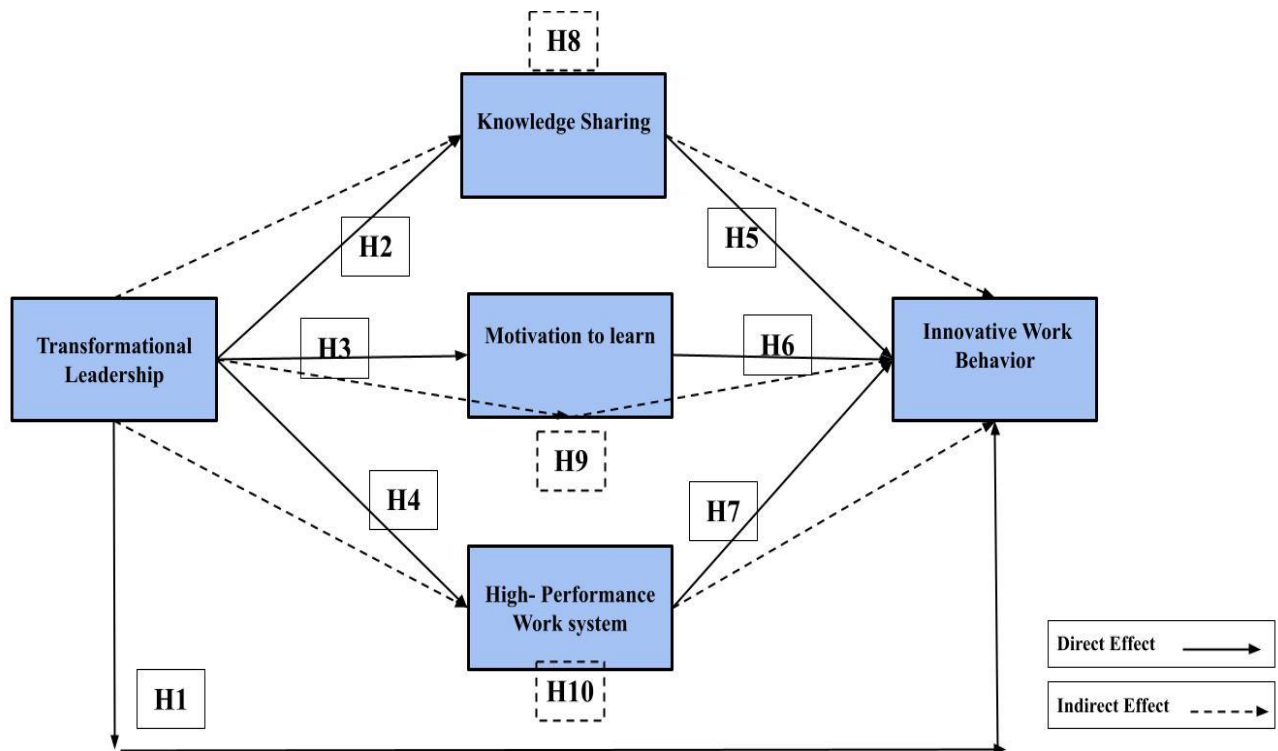 H8
Knowledge Sharing
H2
H5
Transformational
Leadership
H3
Motivation to learn
H6
Innovative Work
Behavior
H9
H4
H7
High- Performance
Work system
H10
H1
Direct Effect
Indirect Effect